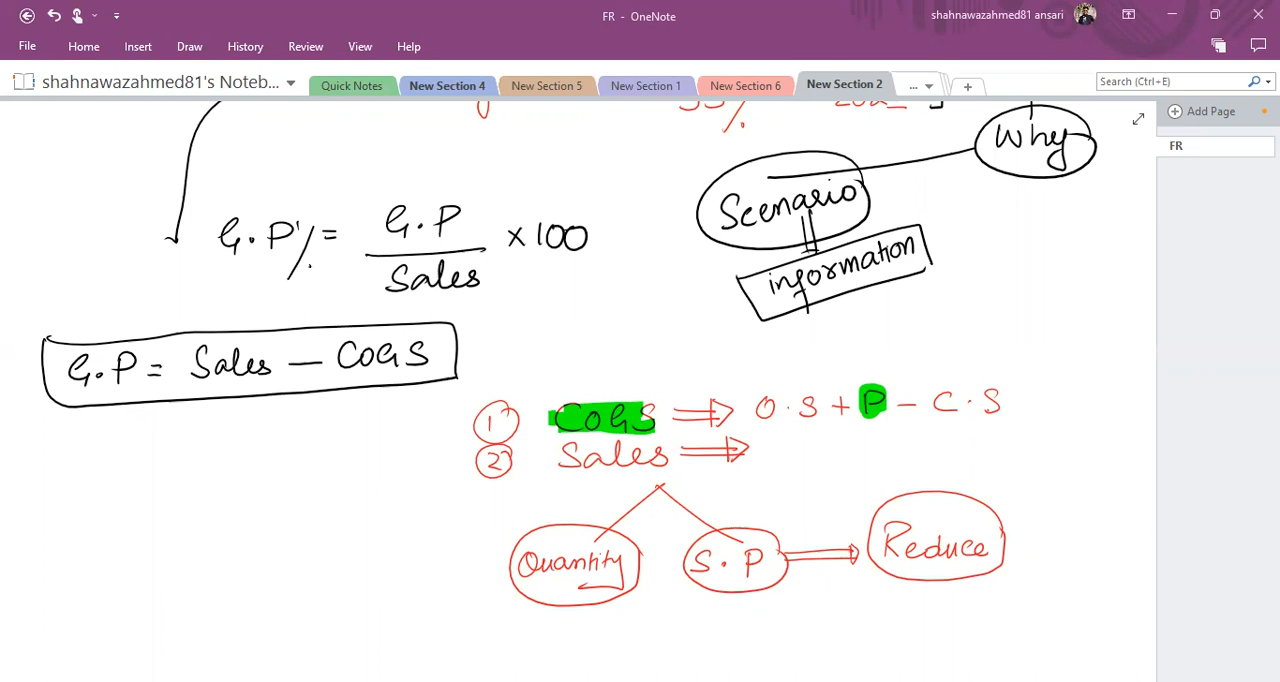 FR - OneNote
shahnawazahmed81 ansari
File Home Insert Draw History Review View Help
shahnawazahmed81's Noteb...
Quick Notes New Section 4 New Section 5 New Section 1 New Section 6 New Section 2 ...
Search (Ctrl+E)
Add Page
FR
Why
Scenario
information
G.P% = G.P / Sales × 100
G.P = Sales — COGS
① COGS ⇒ O.S + P — C.S
② Sales ⇒
Quantity S.P ⇒ Reduce